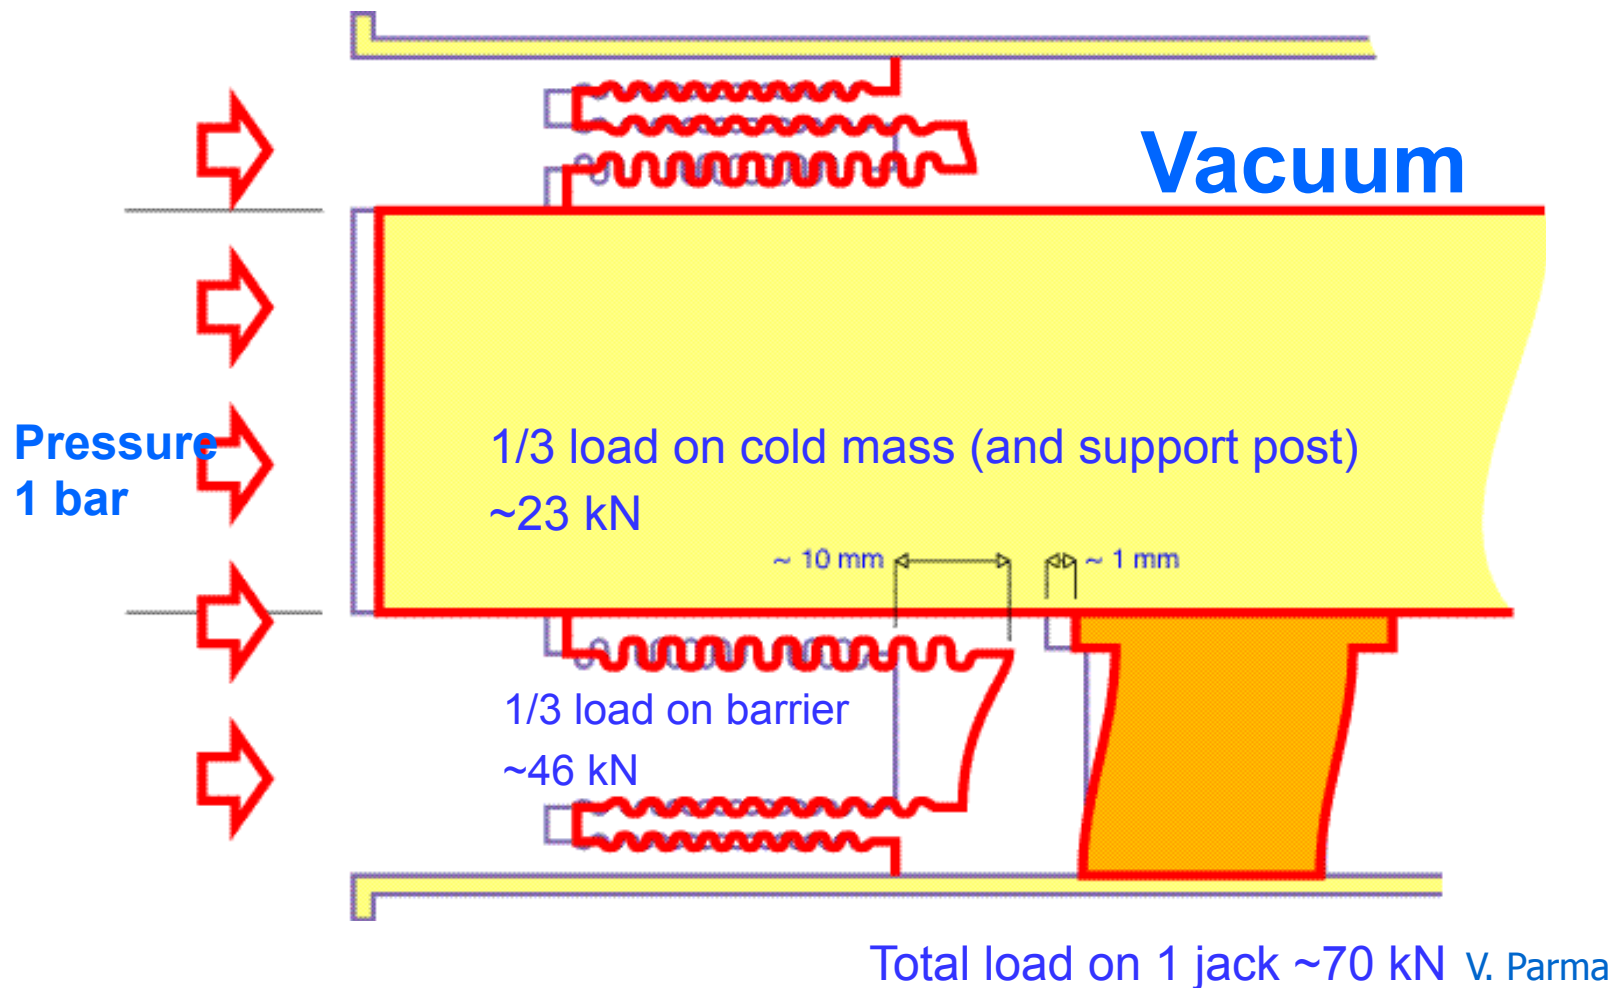 Vacuum
Pressure
1 bar
1/3 load on cold mass (and support post)
~23 kN
~ 10 mm
~ 1 mm
1/3 load on barrier
~46 kN
Total load on 1 jack ~70 kN
V. Parma